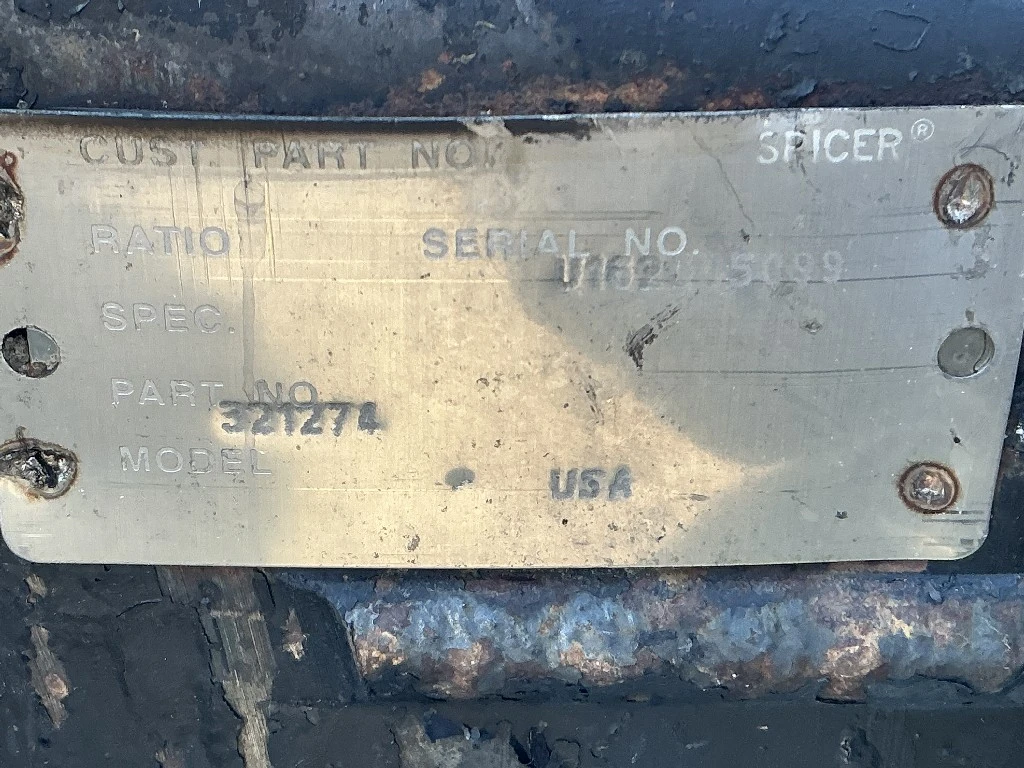 CUST. PART NO.
SPICER®
RATIO
SERIAL NO.
SPEC.
PART NO.
321274
MODEL
USA